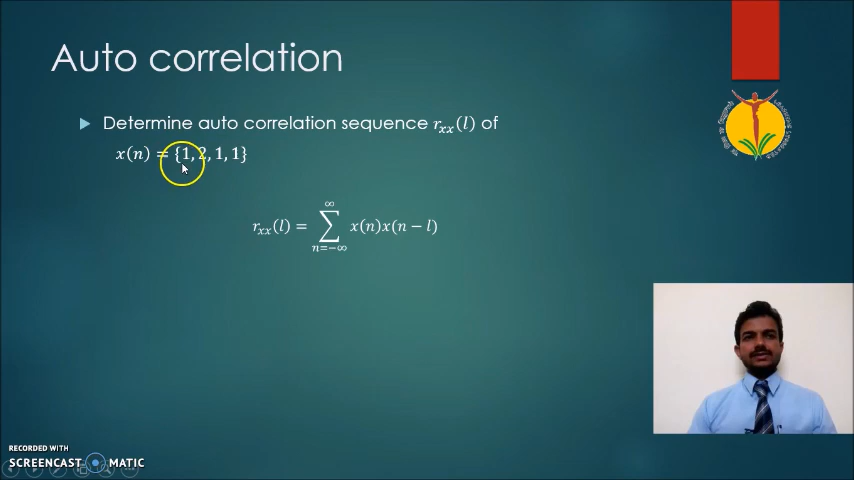 Auto correlation
Determine auto correlation sequence r_xx(l) of
x(n) = {1, 2, 1, 1}
r_xx(l) = ∑_{n=−∞}^{∞} x(n)x(n − l)
RECORDED WITH
SCREENCAST MATIC